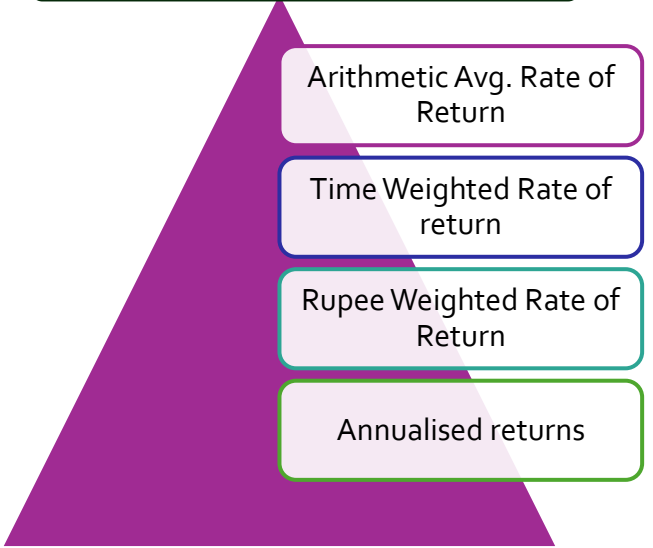 Arithmetic Avg. Rate of
Return
Time Weighted Rate of
return
Rupee Weighted Rate of
Return
Annualised returns